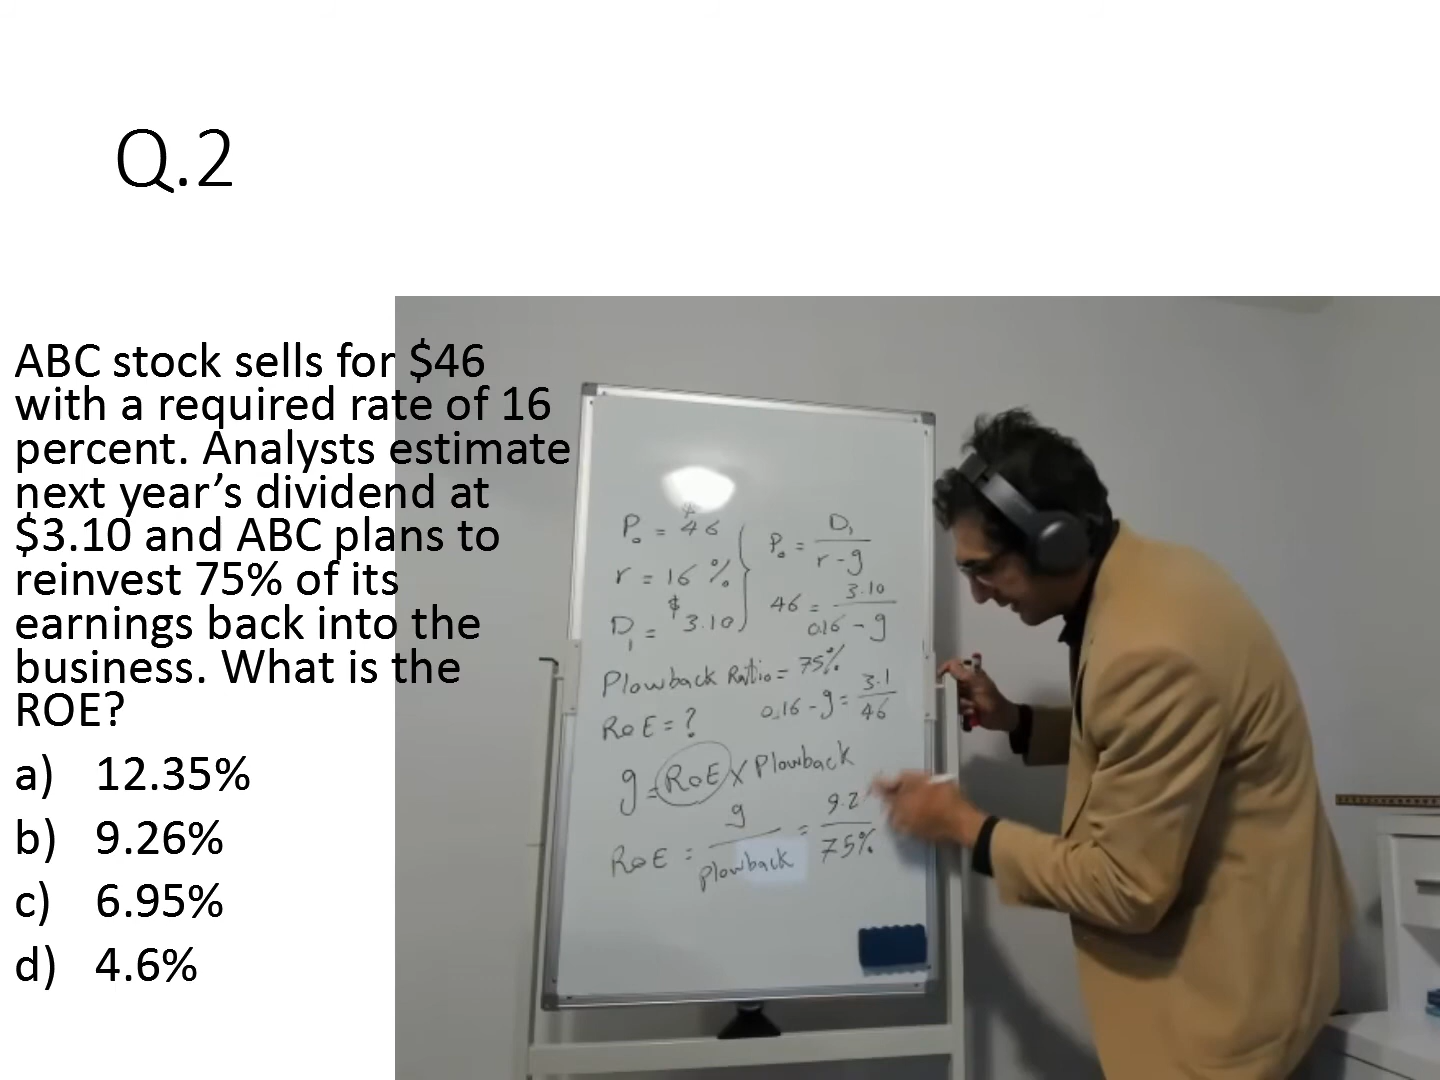 Q.2
ABC stock sells for $46
with a required rate of 16
percent. Analysts estimate
next year’s dividend at
$3.10 and ABC plans to
reinvest 75% of its
earnings back into the
business. What is the
ROE?
a) 12.35%
b) 9.26%
c) 6.95%
d) 4.6%
P₀ = $46
r = 16%
D₁ = $3.10
P₀ = D₁ / r - g
46 = 3.10 / 0.16 - g
Plowback Ratio = 75%
0.16 - g = 3.1 / 46
RoE = ?
g = RoE x Plowback
RoE = g / plowback = 9.2 / 75%